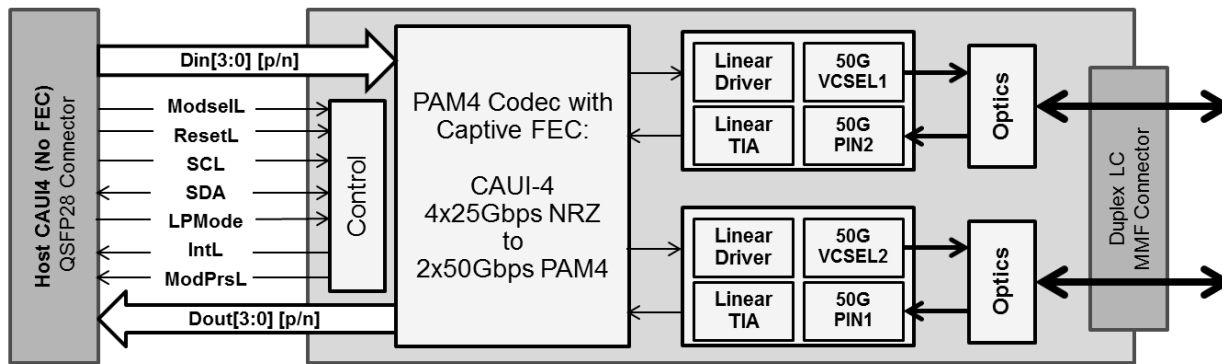 Host CAUI4 (No FEC)
QSFP28 Connector
Din[3:0] [p/n]
ModselL
ResetL
SCL
SDA
LPMode
IntL
ModPrsL
Dout[3:0] [p/n]
Control
PAM4 Codec with
Captive FEC:
CAUI-4
4x25Gbps NRZ
to
2x50Gbps PAM4
Linear
Driver
50G
VCSEL1
Linear
TIA
50G
PIN2
Optics
Linear
Driver
50G
VCSEL2
Linear
TIA
50G
PIN1
Optics
Duplex LC
MMF Connector